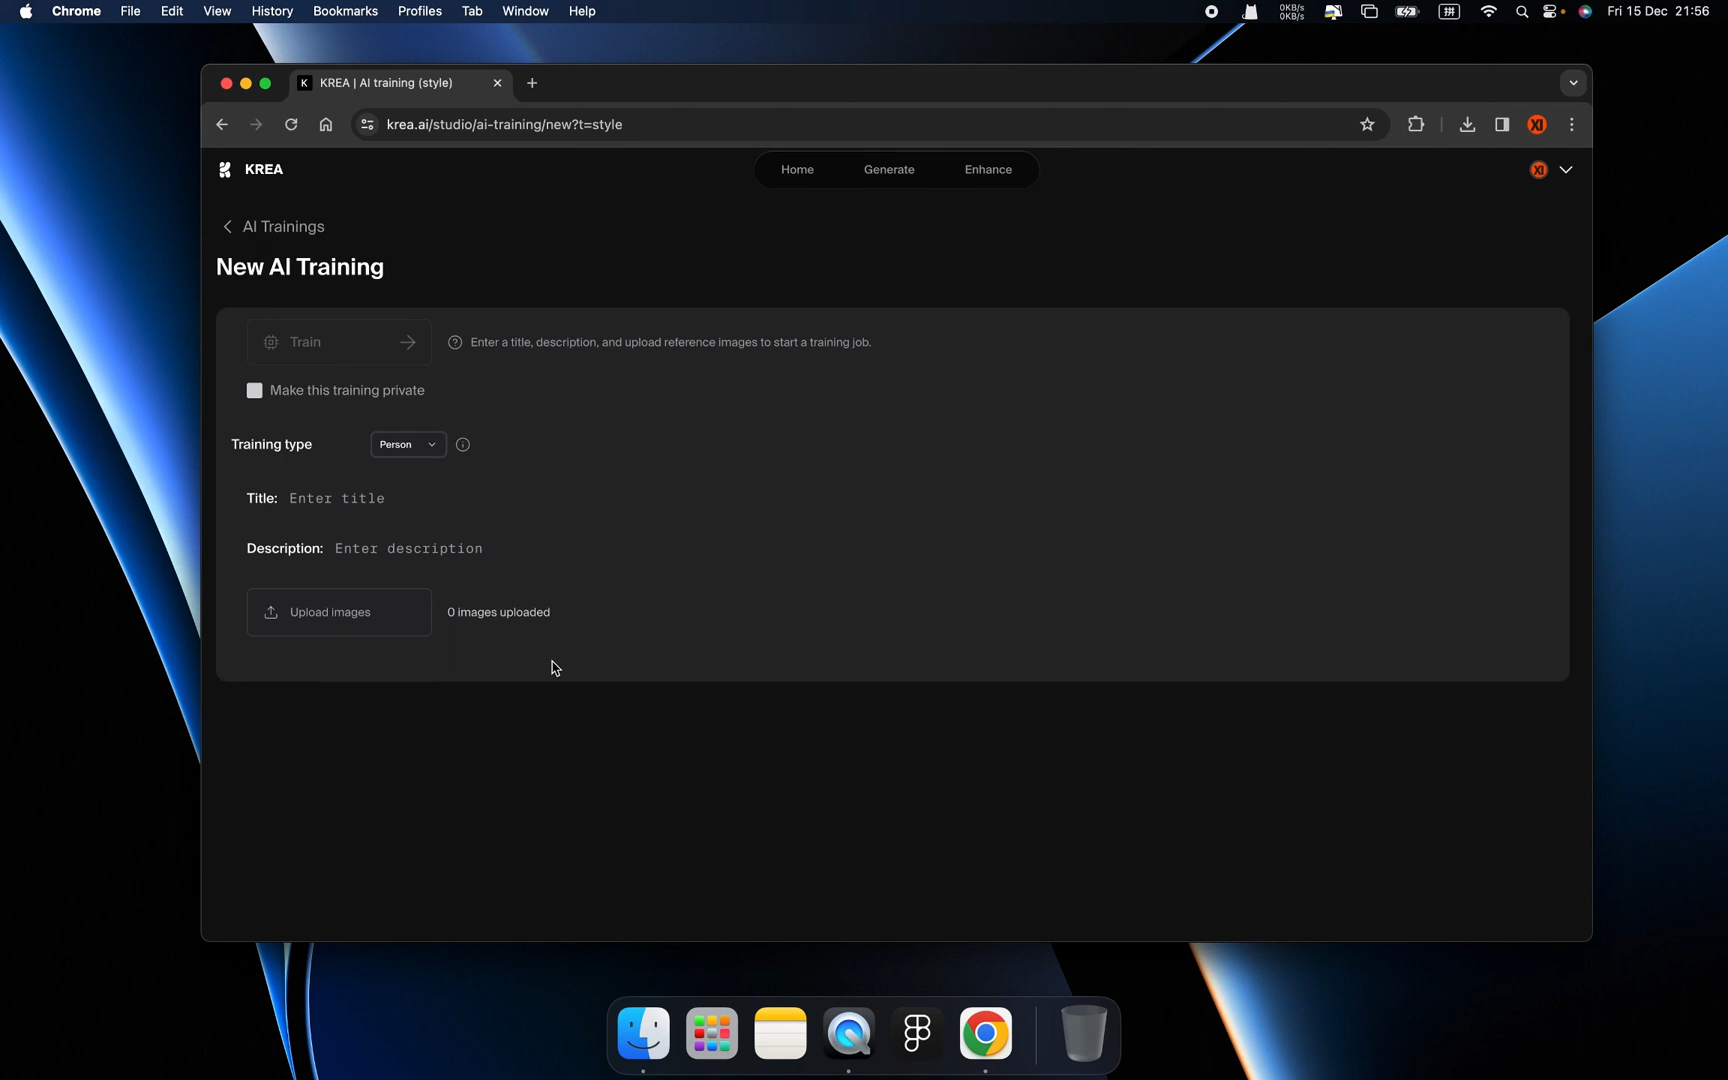 Chrome File Edit View History Bookmarks Profiles Tab Window Help 0KB/s 0KB/s 拼 Fri 15 Dec 21:56
K KREA | AI training (style)
krea.ai/studio/ai-training/new?t=style XI
KREA Home Generate Enhance XI
AI Trainings
New AI Training
Train Enter a title, description, and upload reference images to start a training job.
Make this training private
Training type Person
Title: Enter title
Description: Enter description
Upload images 0 images uploaded